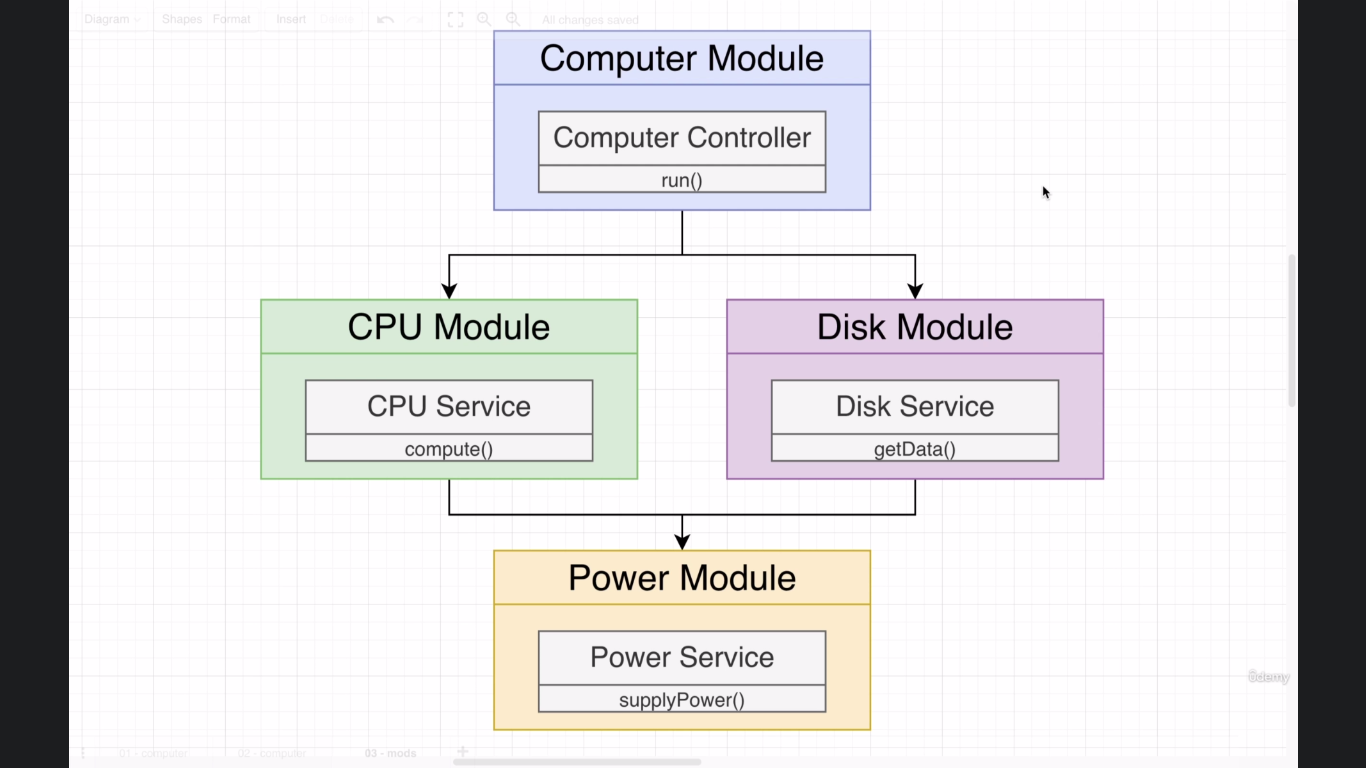 Diagram Shapes Format Insert Delete All changes saved
Computer Module
Computer Controller
run()
CPU Module
Disk Module
CPU Service
Disk Service
compute()
getData()
Power Module
Power Service
supplyPower()
ûdemy
01 - computer 02 - computer 03 - mods